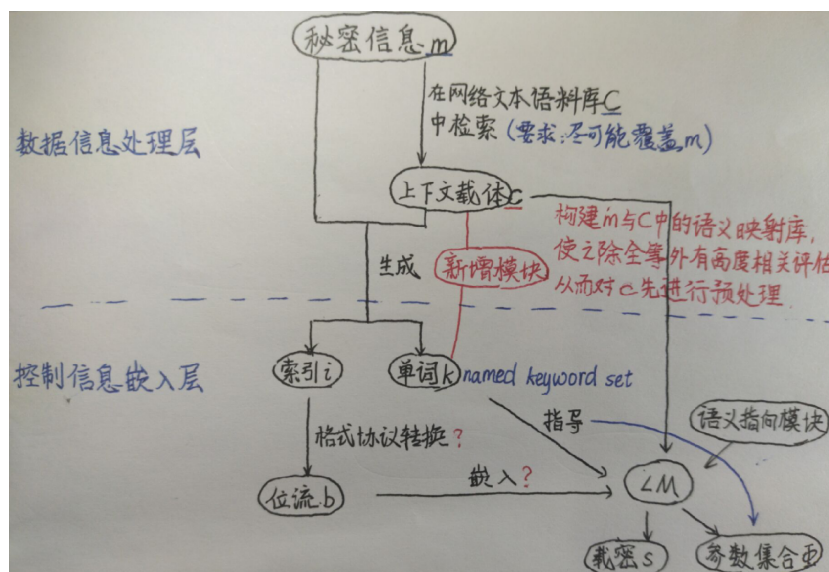 秘密信息m
在网络文本语料库C
中检索(要求:尽可能覆盖m)
数据信息处理层
上下文载体C
构建m与C中的语义映射库,
使之除全等外有高度相关评估
从而对c先进行预处理
生成
新增模块
控制信息嵌入层
索引i
单词k named keyword set
指导
语义指向模块
格式协议转换?
嵌入?
LM
位流b
载密s
参数集合Φ